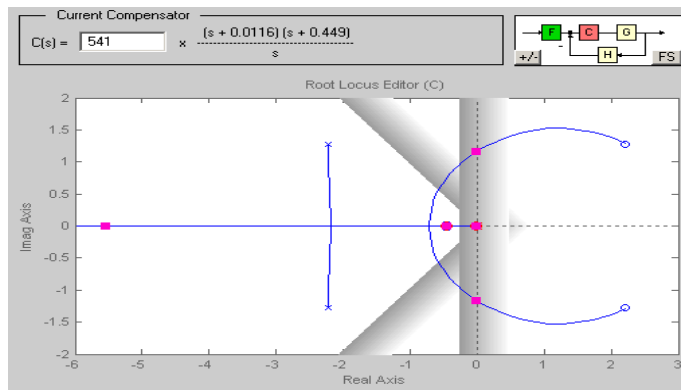 Current Compensator
C(s) = 541 x (s + 0.0116) (s + 0.449)
s
F C G
H
+/- FS
Root Locus Editor (C)
2
1.5
1
0.5
0
-0.5
-1
-1.5
-2
Imag Axis
-6 -5 -4 -3 -2 -1 0 1 2 3
Real Axis